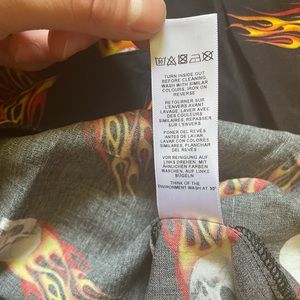 TURN INSIDE OUT
BEFORE CLEANING
WASH WITH SIMILAR
COLOURS, IRON ON
REVERSE
RETOURNER SUR
L'ENVERS AVANT
LAVAGE, LAVER AVEC
DES COULEURS
SIMILAIRES, REPASSER
SUR L'ENVERS
PONER DEL REVÉS
ANTES DE LAVAR,
LAVAR CON COLORES
SIMILARES, PLANCHAR
DEL REVÉS
VOR REINIGUNG AUF
LINKS DREHEN, MIT
ÄHNLICHEN FARBEN
WASCHEN, AUF LINKS
BÜGELN
THINK OF THE
ENVIRONMENT WASH AT 30°